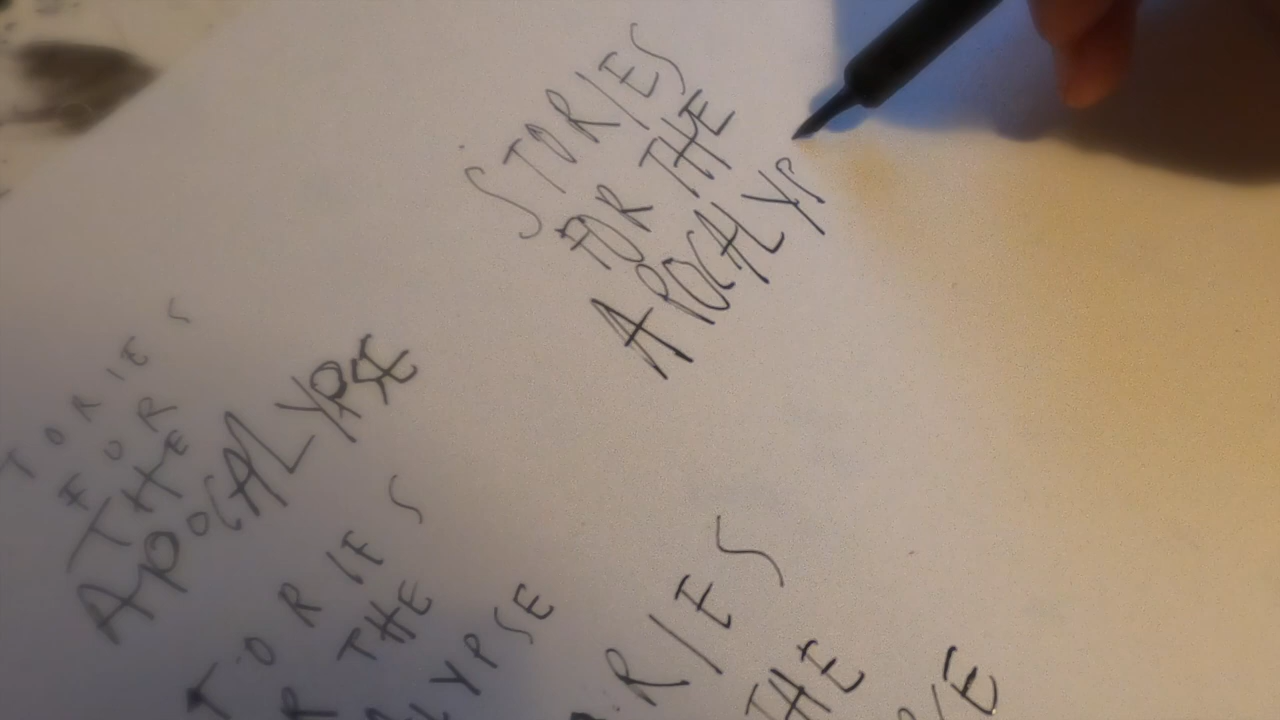 STORIES
FOR THE
APOCALYP
TORIES
FOR
THE
APOCALYPSE
TORIES
R THE
LYPSE
RIES
THE